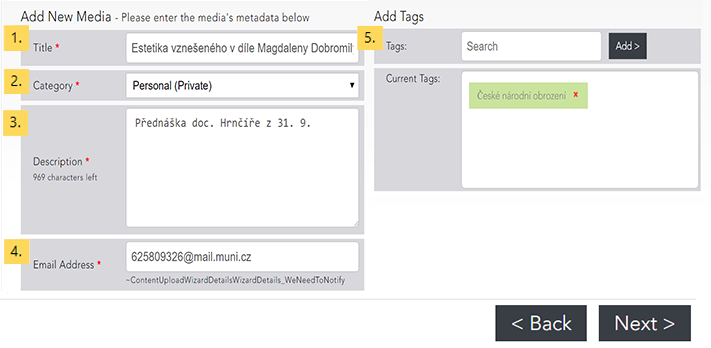 Add New Media - Please enter the media's metadata below
1.
Title *
Estetika vznešeného v díle Magdaleny Dobromil
2.
Category *
Personal (Private)
3.
Description *
969 characters left
Přednáška doc. Hrnčíře z 31. 9.
4.
Email Address *
625809326@mail.muni.cz
~ContentUploadWizardDetailsWizardDetails_WeNeedToNotify
Add Tags
5.
Tags:
Search
Add >
Current Tags:
České národní obrození x
< Back
Next >